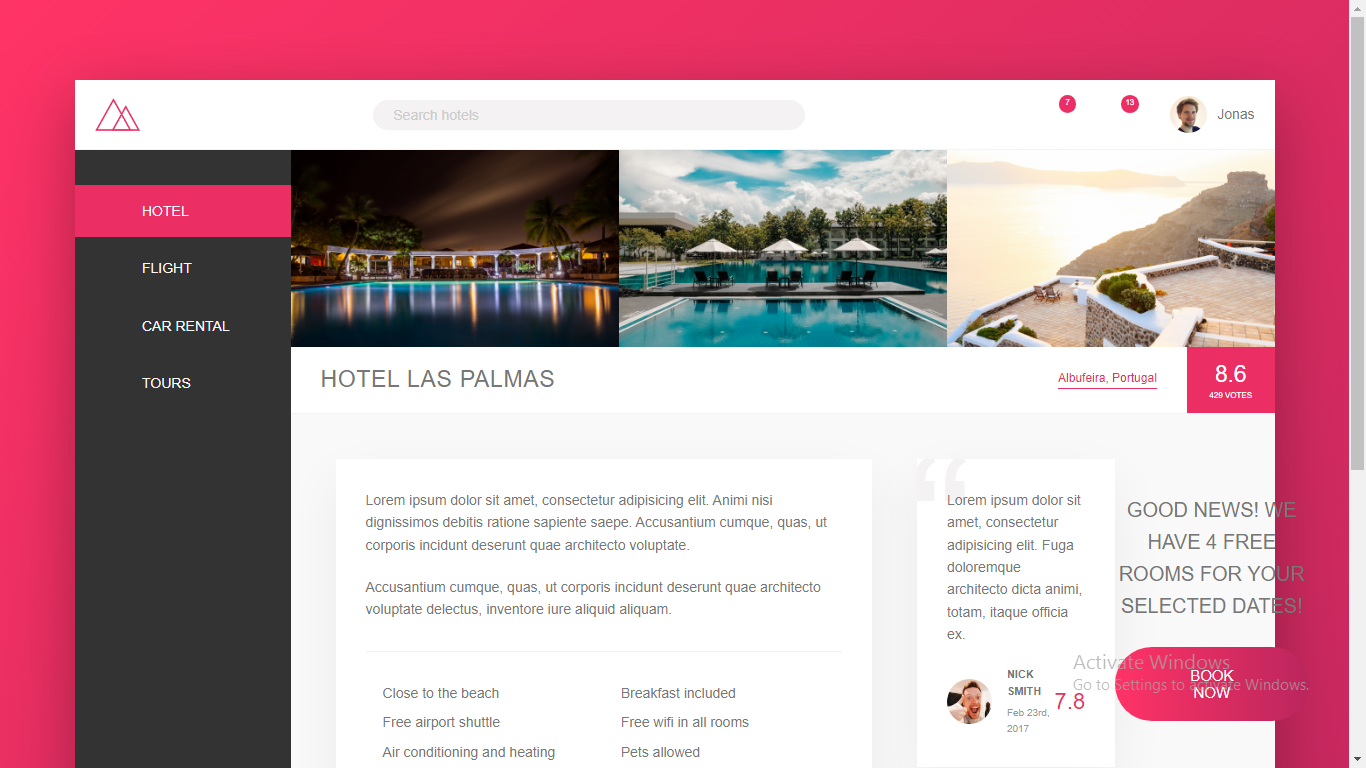 Search hotels
7
13
Jonas
HOTEL
FLIGHT
CAR RENTAL
TOURS
HOTEL LAS PALMAS
Albufeira, Portugal
8.6
429 VOTES
Lorem ipsum dolor sit amet, consectetur adipisicing elit. Animi nisi
dignissimos debitis ratione sapiente saepe. Accusantium cumque, quas, ut
corporis incidunt deserunt quae architecto voluptate.
Accusantium cumque, quas, ut corporis incidunt deserunt quae architecto
voluptate delectus, inventore iure aliquid aliquam.
Close to the beach
Breakfast included
Free airport shuttle
Free wifi in all rooms
Air conditioning and heating
Pets allowed
“
Lorem ipsum dolor sit
amet, consectetur
adipisicing elit. Fuga
doloremque
architecto dicta animi,
totam, itaque officia
ex.
NICK
SMITH
Feb 23rd,
2017
7.8
GOOD NEWS! WE
HAVE 4 FREE
ROOMS FOR YOUR
SELECTED DATES!
BOOK
NOW
Activate Windows
Go to Settings to activate Windows.